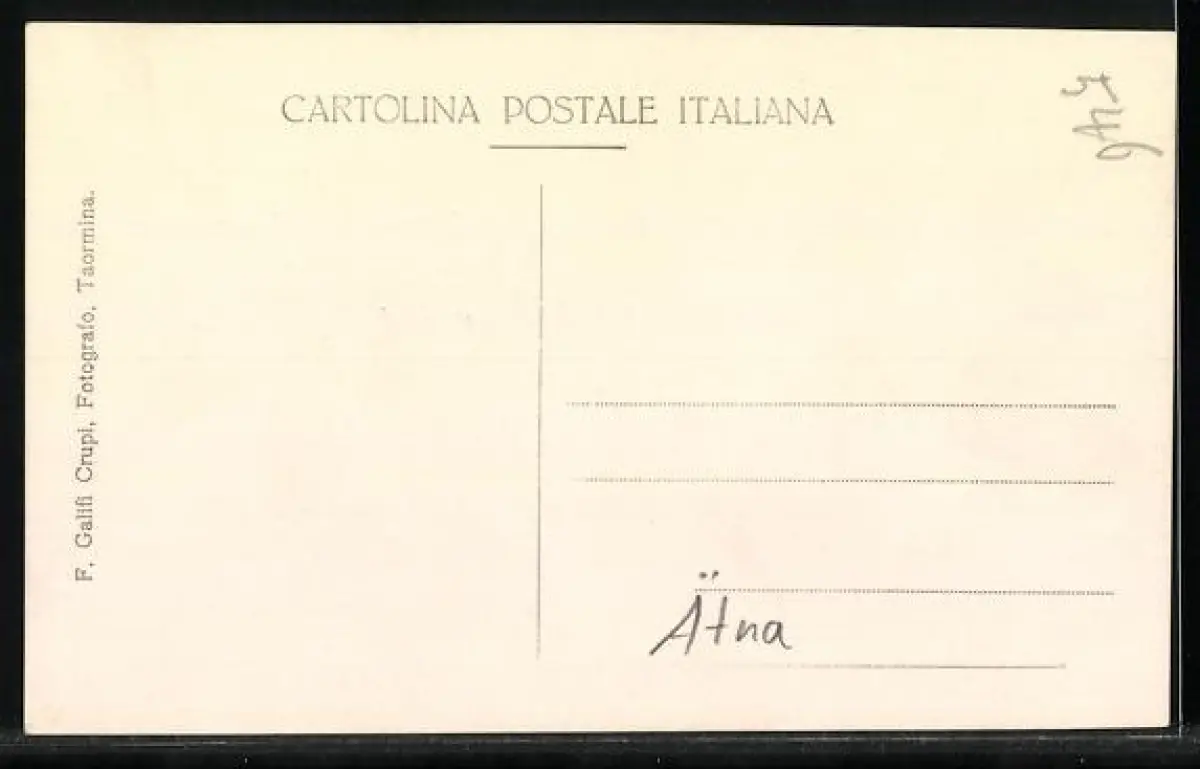 CARTOLINA POSTALE ITALIANA
F. Galifi Crupi, Fotografo, Taormina.
Ätna